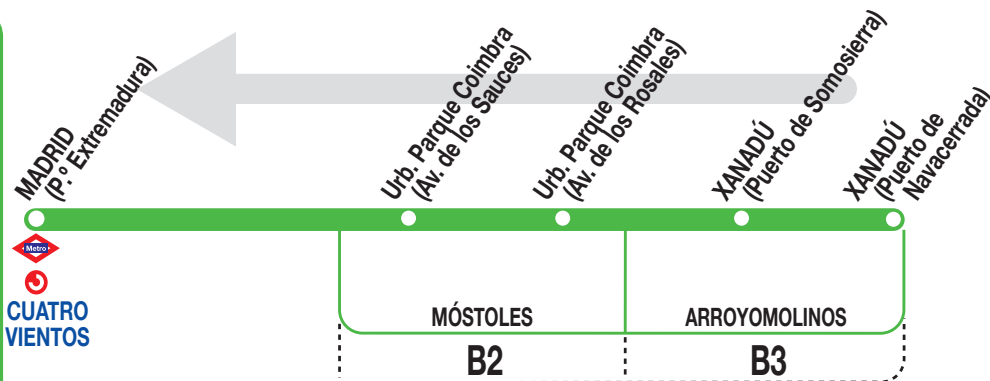 MADRID
(P.º Extremadura)
Urb. Parque Coimbra
(Av. de los Sauces)
Urb. Parque Coimbra
(Av. de los Rosales)
XANADÚ
(Puerto de Somosierra)
XANADÚ
(Puerto de
Navacerrada)
Metro
CUATRO
VIENTOS
MÓSTOLES
ARROYOMOLINOS
B2
B3